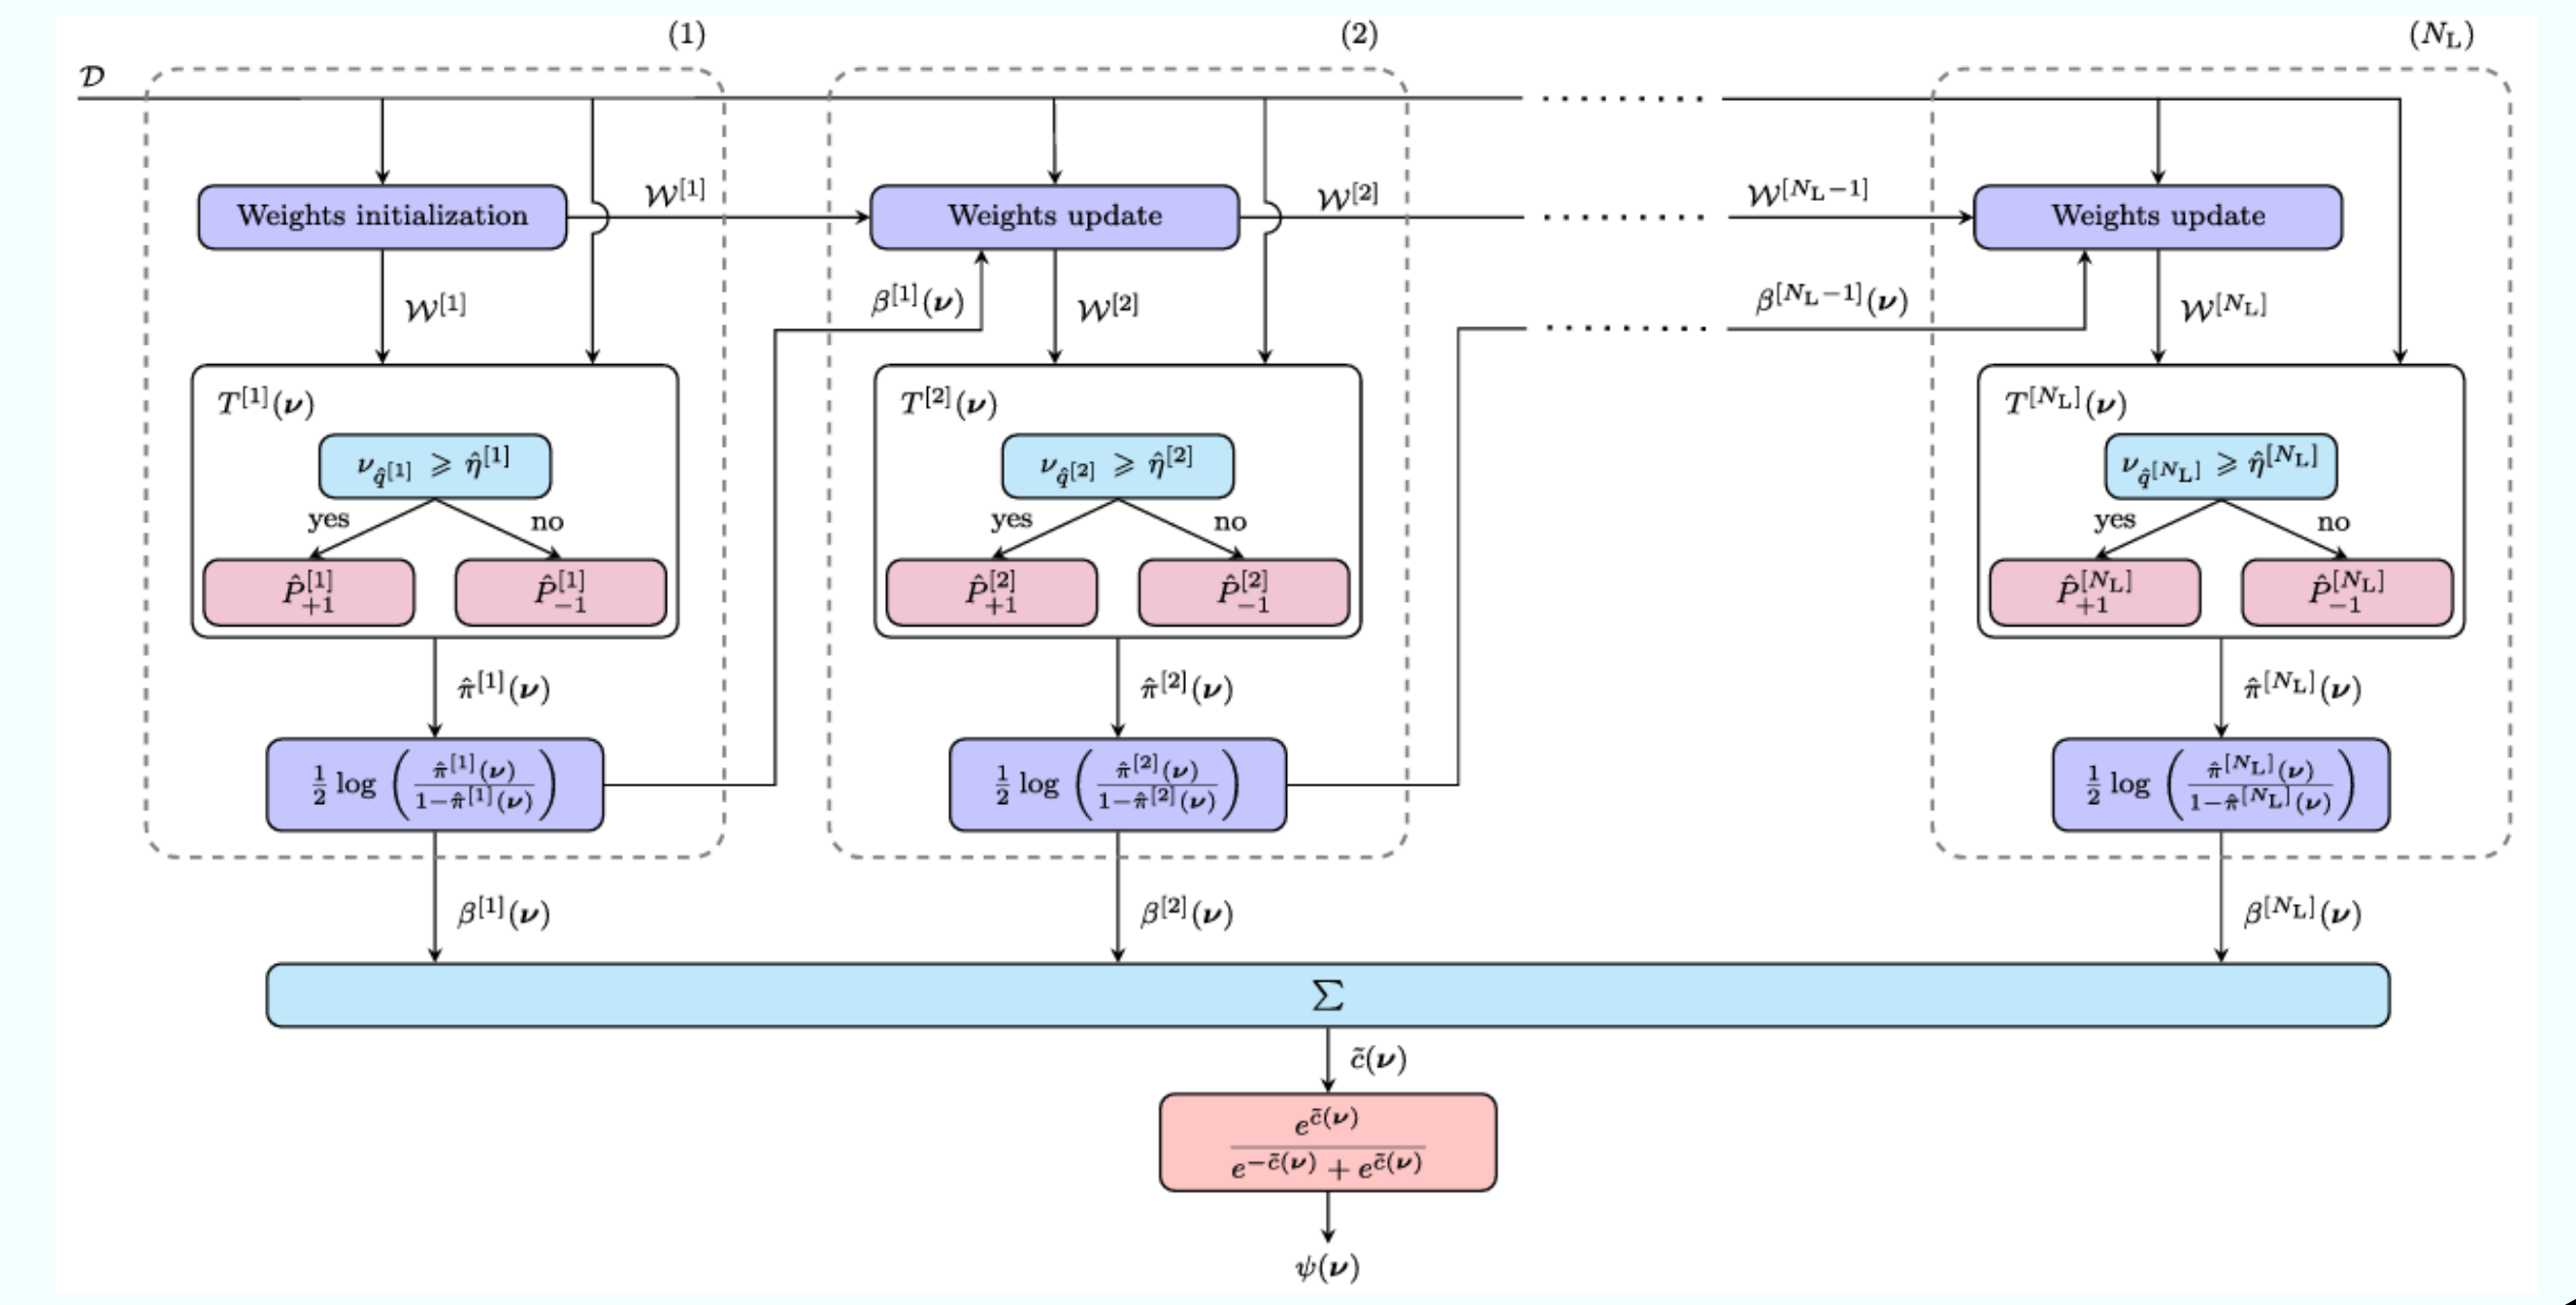 (1) (2) (N_L)
𝒟
Weights initialization 𝒲^[1] Weights update 𝒲^[2] 𝒲^[N_L−1] Weights update
𝒲^[1] β^[1](ν) 𝒲^[2] β^[N_L−1](ν) 𝒲^[N_L]
T^[1](ν) T^[2](ν) T^[N_L](ν)
ν_q̂^[1] ⩾ η̂^[1] ν_q̂^[2] ⩾ η̂^[2] ν_q̂^[N_L] ⩾ η̂^[N_L]
yes no yes no yes no
P̂_+1^[1] P̂_−1^[1] P̂_+1^[2] P̂_−1^[2] P̂_+1^[N_L] P̂_−1^[N_L]
π̂^[1](ν) π̂^[2](ν) π̂^[N_L](ν)
1/2 log (π̂^[1](ν) / 1−π̂^[1](ν)) 1/2 log (π̂^[2](ν) / 1−π̂^[2](ν)) 1/2 log (π̂^[N_L](ν) / 1−π̂^[N_L](ν))
β^[1](ν) β^[2](ν) β^[N_L](ν)
∑
c̃(ν)
e^c̃(ν) / e^−c̃(ν) + e^c̃(ν)
ψ(ν)